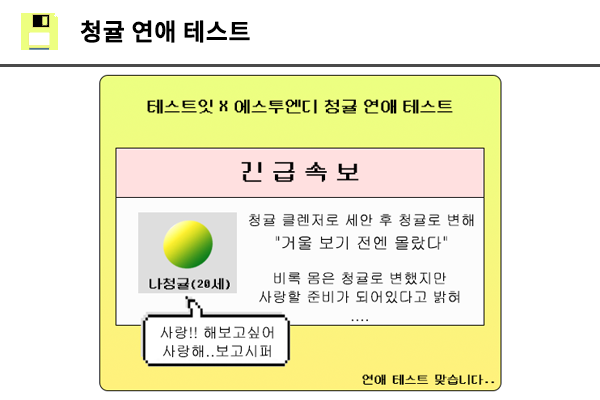 청귤 연애 테스트
테스트잇 X 에스투엔디 청귤 연애 테스트
긴급속보
청귤 클렌저로 세안 후 청귤로 변해
"거울 보기 전엔 몰랐다"
나청귤(20세)
비록 몸은 청귤로 변했지만
사랑할 준비가 되어있다고 밝혀
....
사랑!! 해보고싶어
사랑해..보고시퍼
연애 테스트 맞습니다..